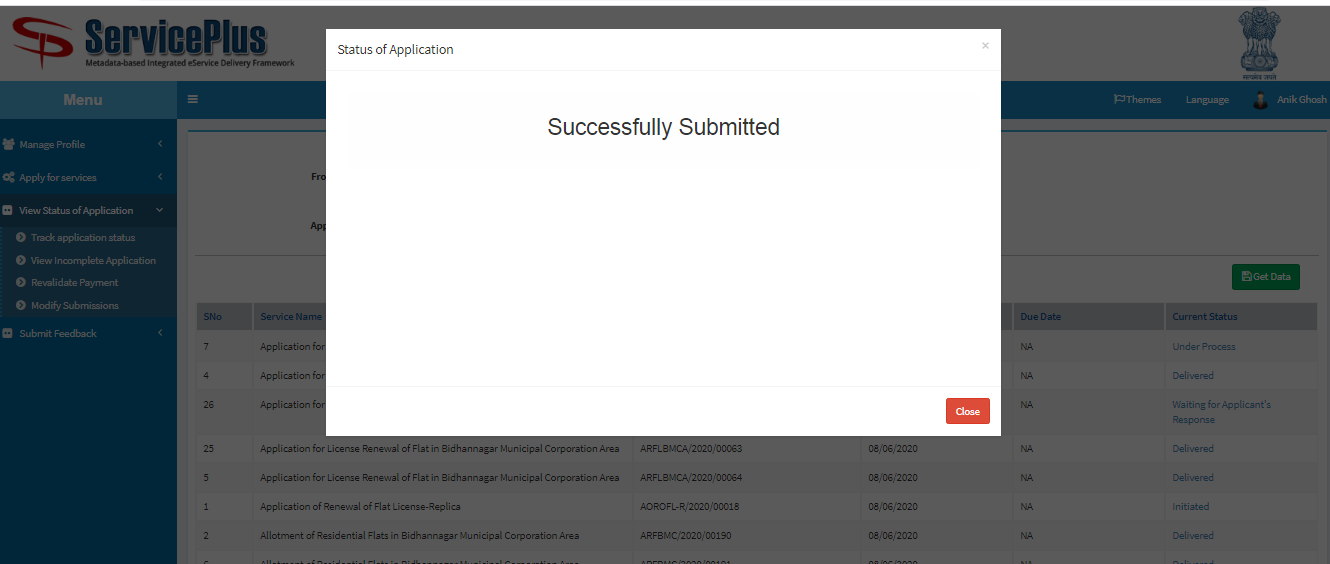 ServicePlus
Metadata-based Integrated eService Delivery Framework
सत्यमेव जयते
Status of Application
×
Successfully Submitted
Close
Menu
Themes
Language
Anik Ghosh
Manage Profile
Apply for services
View Status of Application
Track application status
View Incomplete Application
Revalidate Payment
Modify Submissions
Submit Feedback
Fro
App
Get Data
SNo Service Name Due Date Current Status
7 Application for NA Under Process
4 Application for NA Delivered
26 Application for NA Waiting for Applicant's
Response
25 Application for License Renewal of Flat in Bidhannagar Municipal Corporation Area ARFLBMCA/2020/00063 08/06/2020 NA Delivered
5 Application for License Renewal of Flat in Bidhannagar Municipal Corporation Area ARFLBMCA/2020/00064 08/06/2020 NA Delivered
1 Application of Renewal of Flat License-Replica AOROFL-R/2020/00018 08/06/2020 NA Initiated
2 Allotment of Residential Flats in Bidhannagar Municipal Corporation Area ARFBMC/2020/00190 08/06/2020 NA Delivered